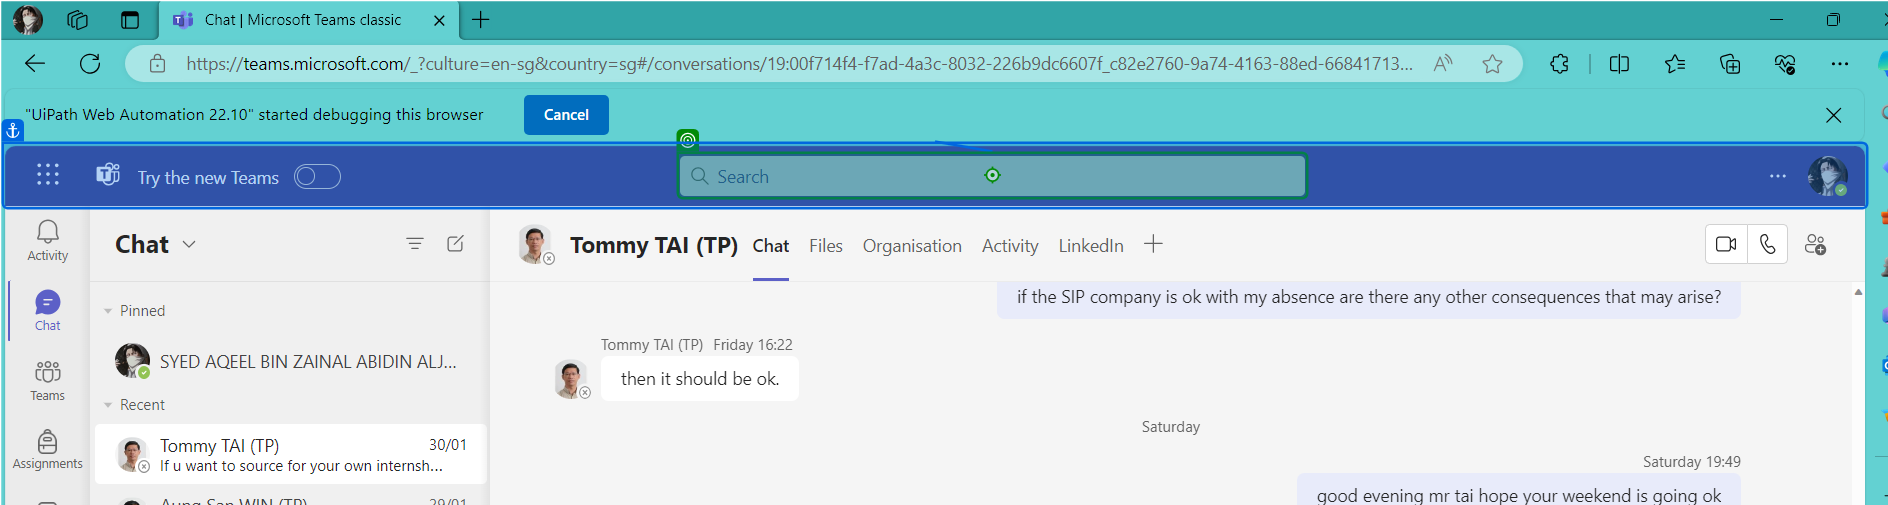 Chat | Microsoft Teams classic
https://teams.microsoft.com/_?culture=en-sg&country=sg#/conversations/19:00f714f4-f7ad-4a3c-8032-226b9dc6607f_c82e2760-9a74-4163-88ed-66841713...
"UiPath Web Automation 22.10" started debugging this browser
Cancel
Try the new Teams
Search
Activity
Chat
Teams
Assignments
Chat
Pinned
SYED AQEEL BIN ZAINAL ABIDIN ALJ...
Recent
Tommy TAI (TP) 30/01
If u want to source for your own internsh...
Aung San WIN (TP) 29/01
Tommy TAI (TP) Chat Files Organisation Activity LinkedIn
if the SIP company is ok with my absence are there any other consequences that may arise?
Tommy TAI (TP) Friday 16:22
then it should be ok.
Saturday
Saturday 19:49
good evening mr tai hope your weekend is going ok